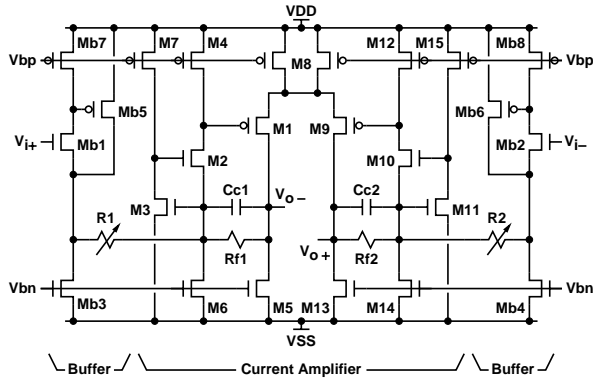 VDD
Mb7 M7 M4 M8 M12 M15 Mb8
Vbp Vbp
Mb5 Mb6
Vi+ Mb1 M1 M9 Mb2 Vi−
M2 M10
M3 Cc1 Vo− Cc2 M11
R1 R2
Rf1 Vo+ Rf2
Vbn Vbn
Mb3 M6 M5 M13 M14 Mb4
VSS
Buffer Current Amplifier Buffer